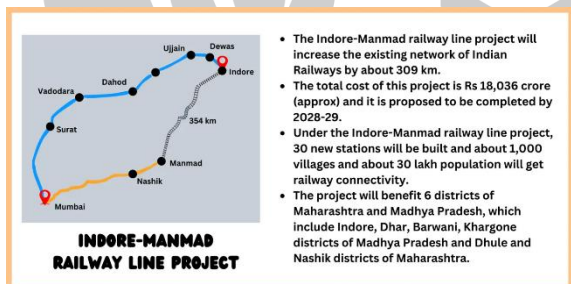 Ujjain
Dewas
Indore
Dahod
Vadodara
354 km
Surat
Manmad
Nashik
Mumbai
INDORE-MANMAD
RAILWAY LINE PROJECT
• The Indore-Manmad railway line project will
increase the existing network of Indian
Railways by about 309 km.
• The total cost of this project is Rs 18,036 crore
(approx) and it is proposed to be completed by
2028-29.
• Under the Indore-Manmad railway line project,
30 new stations will be built and about 1,000
villages and about 30 lakh population will get
railway connectivity.
• The project will benefit 6 districts of
Maharashtra and Madhya Pradesh, which
include Indore, Dhar, Barwani, Khargone
districts of Madhya Pradesh and Dhule and
Nashik districts of Maharashtra.